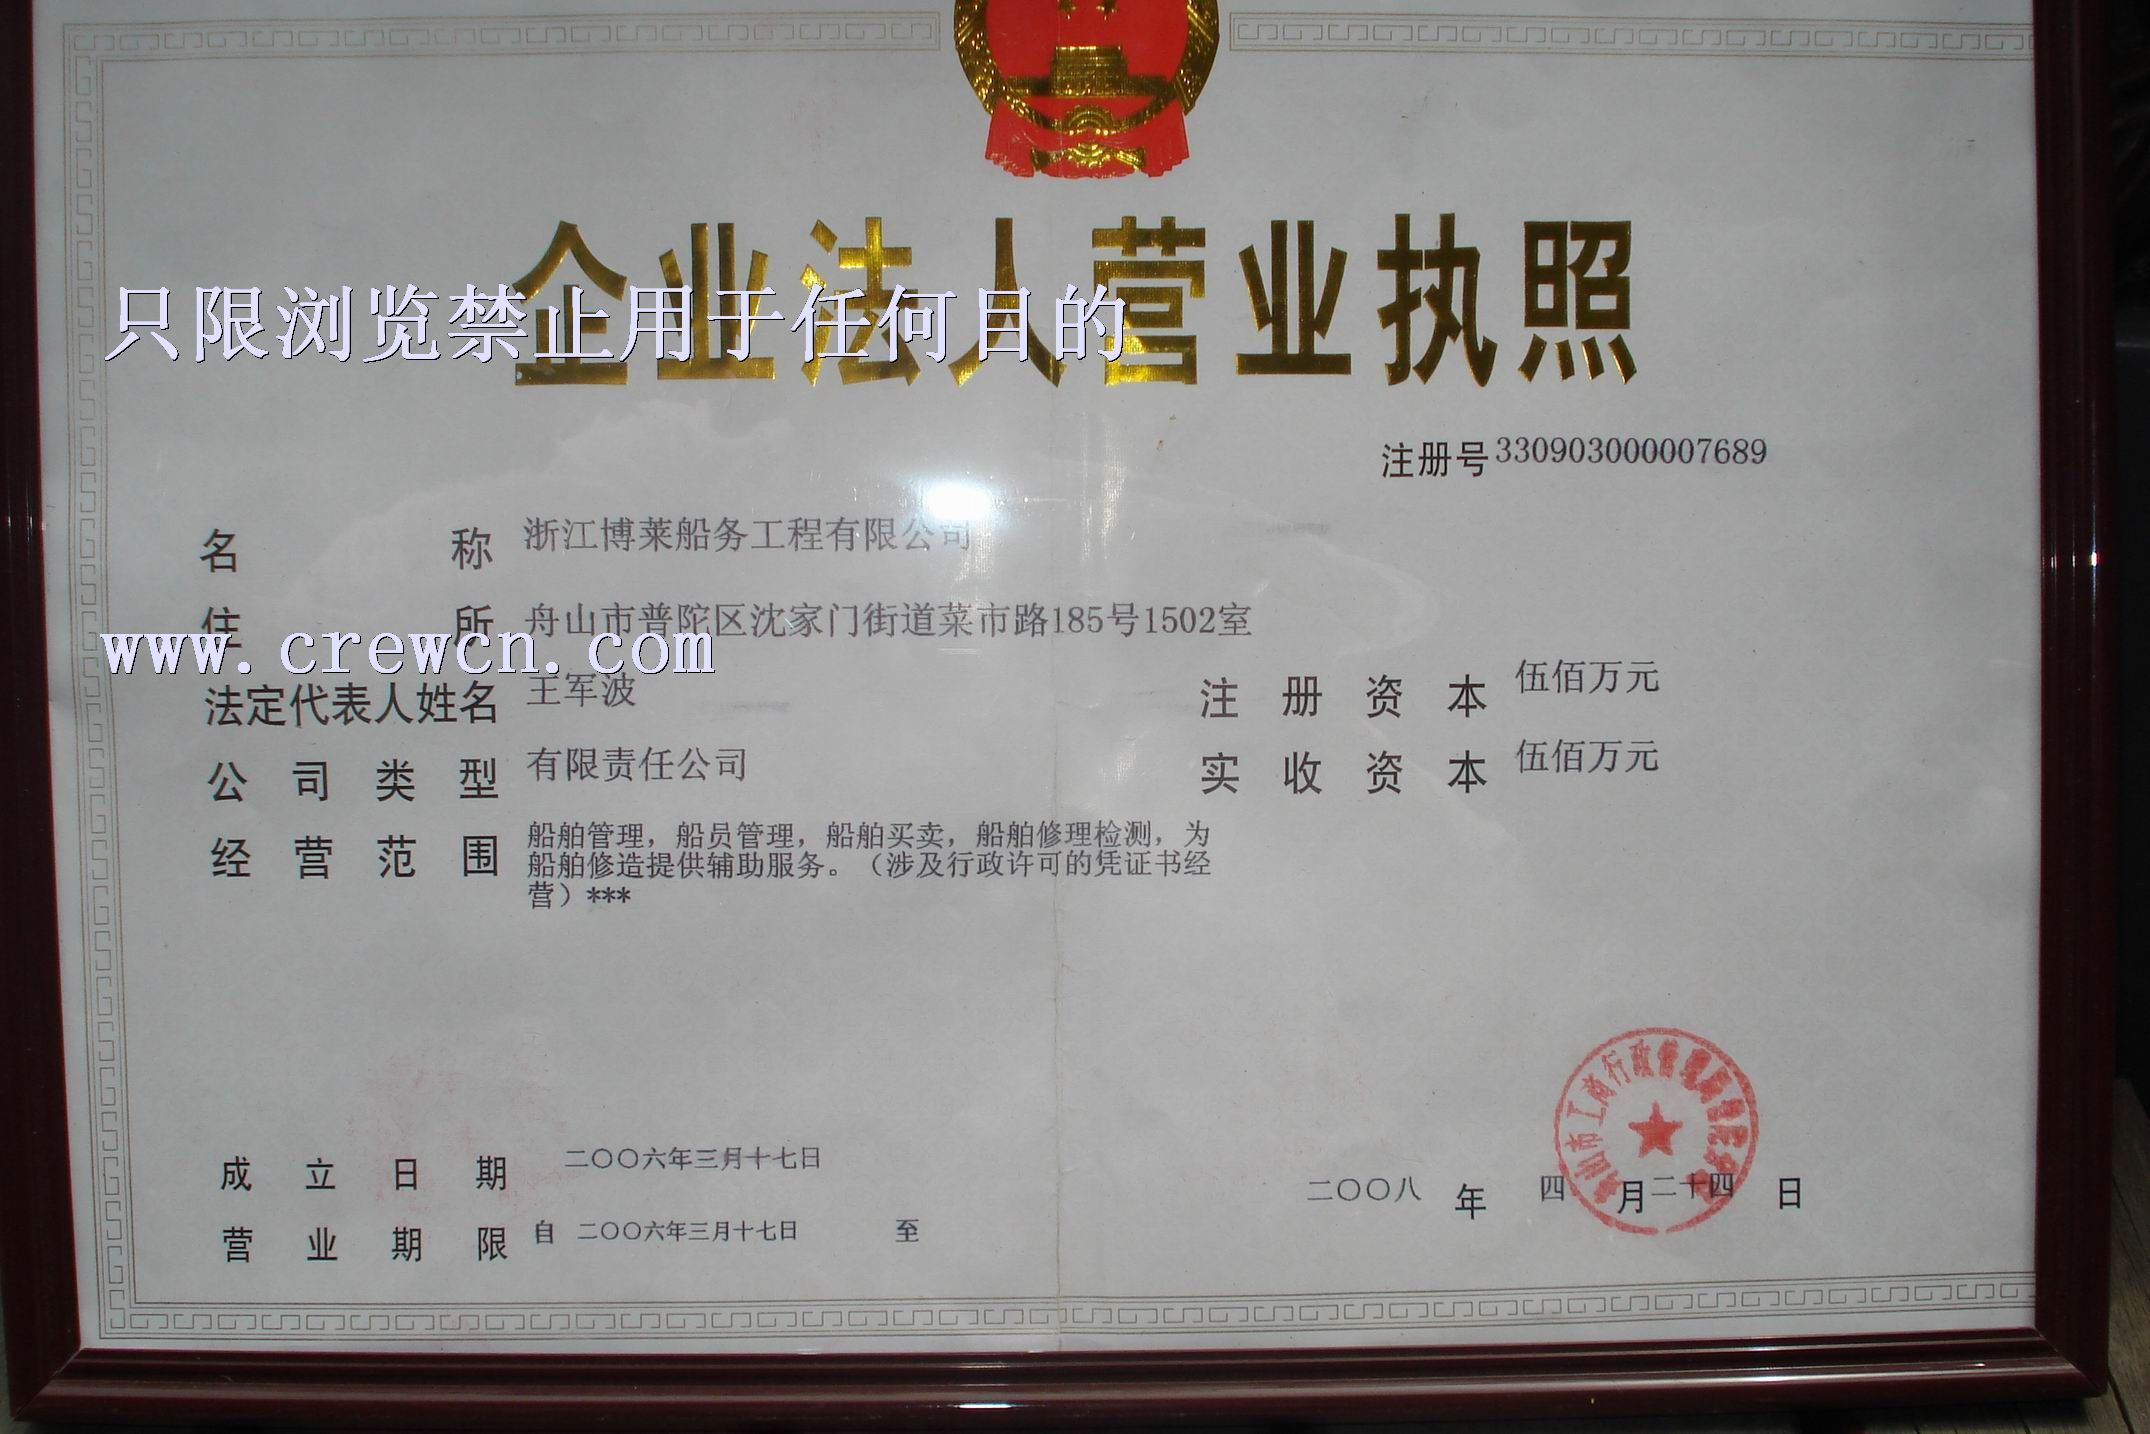 企业法人营业执照
只限浏览禁止用于任何目的
注册号330903000007689
名称 浙江博莱船务工程有限公司
住所 舟山市普陀区沈家门街道菜市路185号1502室
www.crewcn.com
法定代表人姓名 王军波 注册资本 伍佰万元
公司类型 有限责任公司 实收资本 伍佰万元
经营范围 船舶管理，船员管理，船舶买卖，船舶修理检测，为
船舶修造提供辅助服务。（涉及行政许可的凭证书经
营）***
成立日期 二〇〇六年三月十七日
二〇〇八 年 四 月 二十四 日
营业期限 自 二〇〇六年三月十七日 至